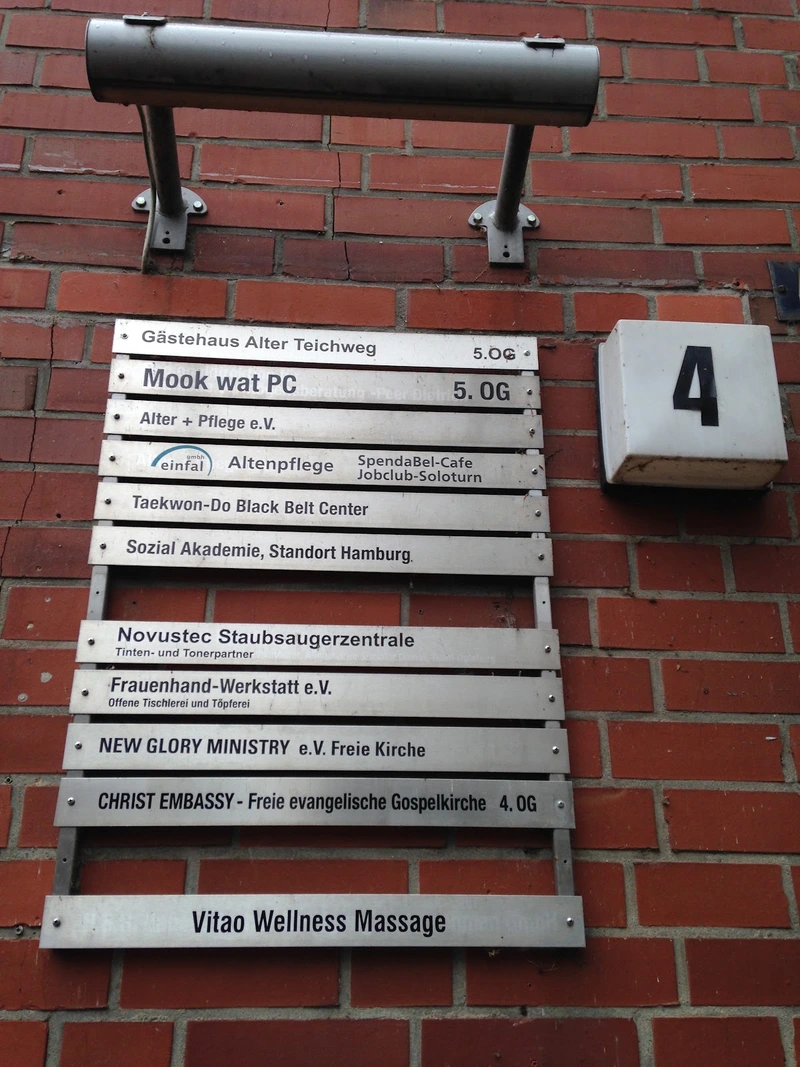 Gästehaus Alter Teichweg 5.OG
Mook wat PC 5. OG
Alter + Pflege e.V.
gmbh
einfal Altenpflege SpendaBel-Cafe
Jobclub-Soloturn
Taekwon-Do Black Belt Center
Sozial Akademie, Standort Hamburg
Novustec Staubsaugerzentrale
Tinten- und Tonerpartner
Frauenhand-Werkstatt e.V.
Offene Tischlerei und Töpferei
NEW GLORY MINISTRY e.V. Freie Kirche
CHRIST EMBASSY - Freie evangelische Gospelkirche 4. OG
Vitao Wellness Massage
4